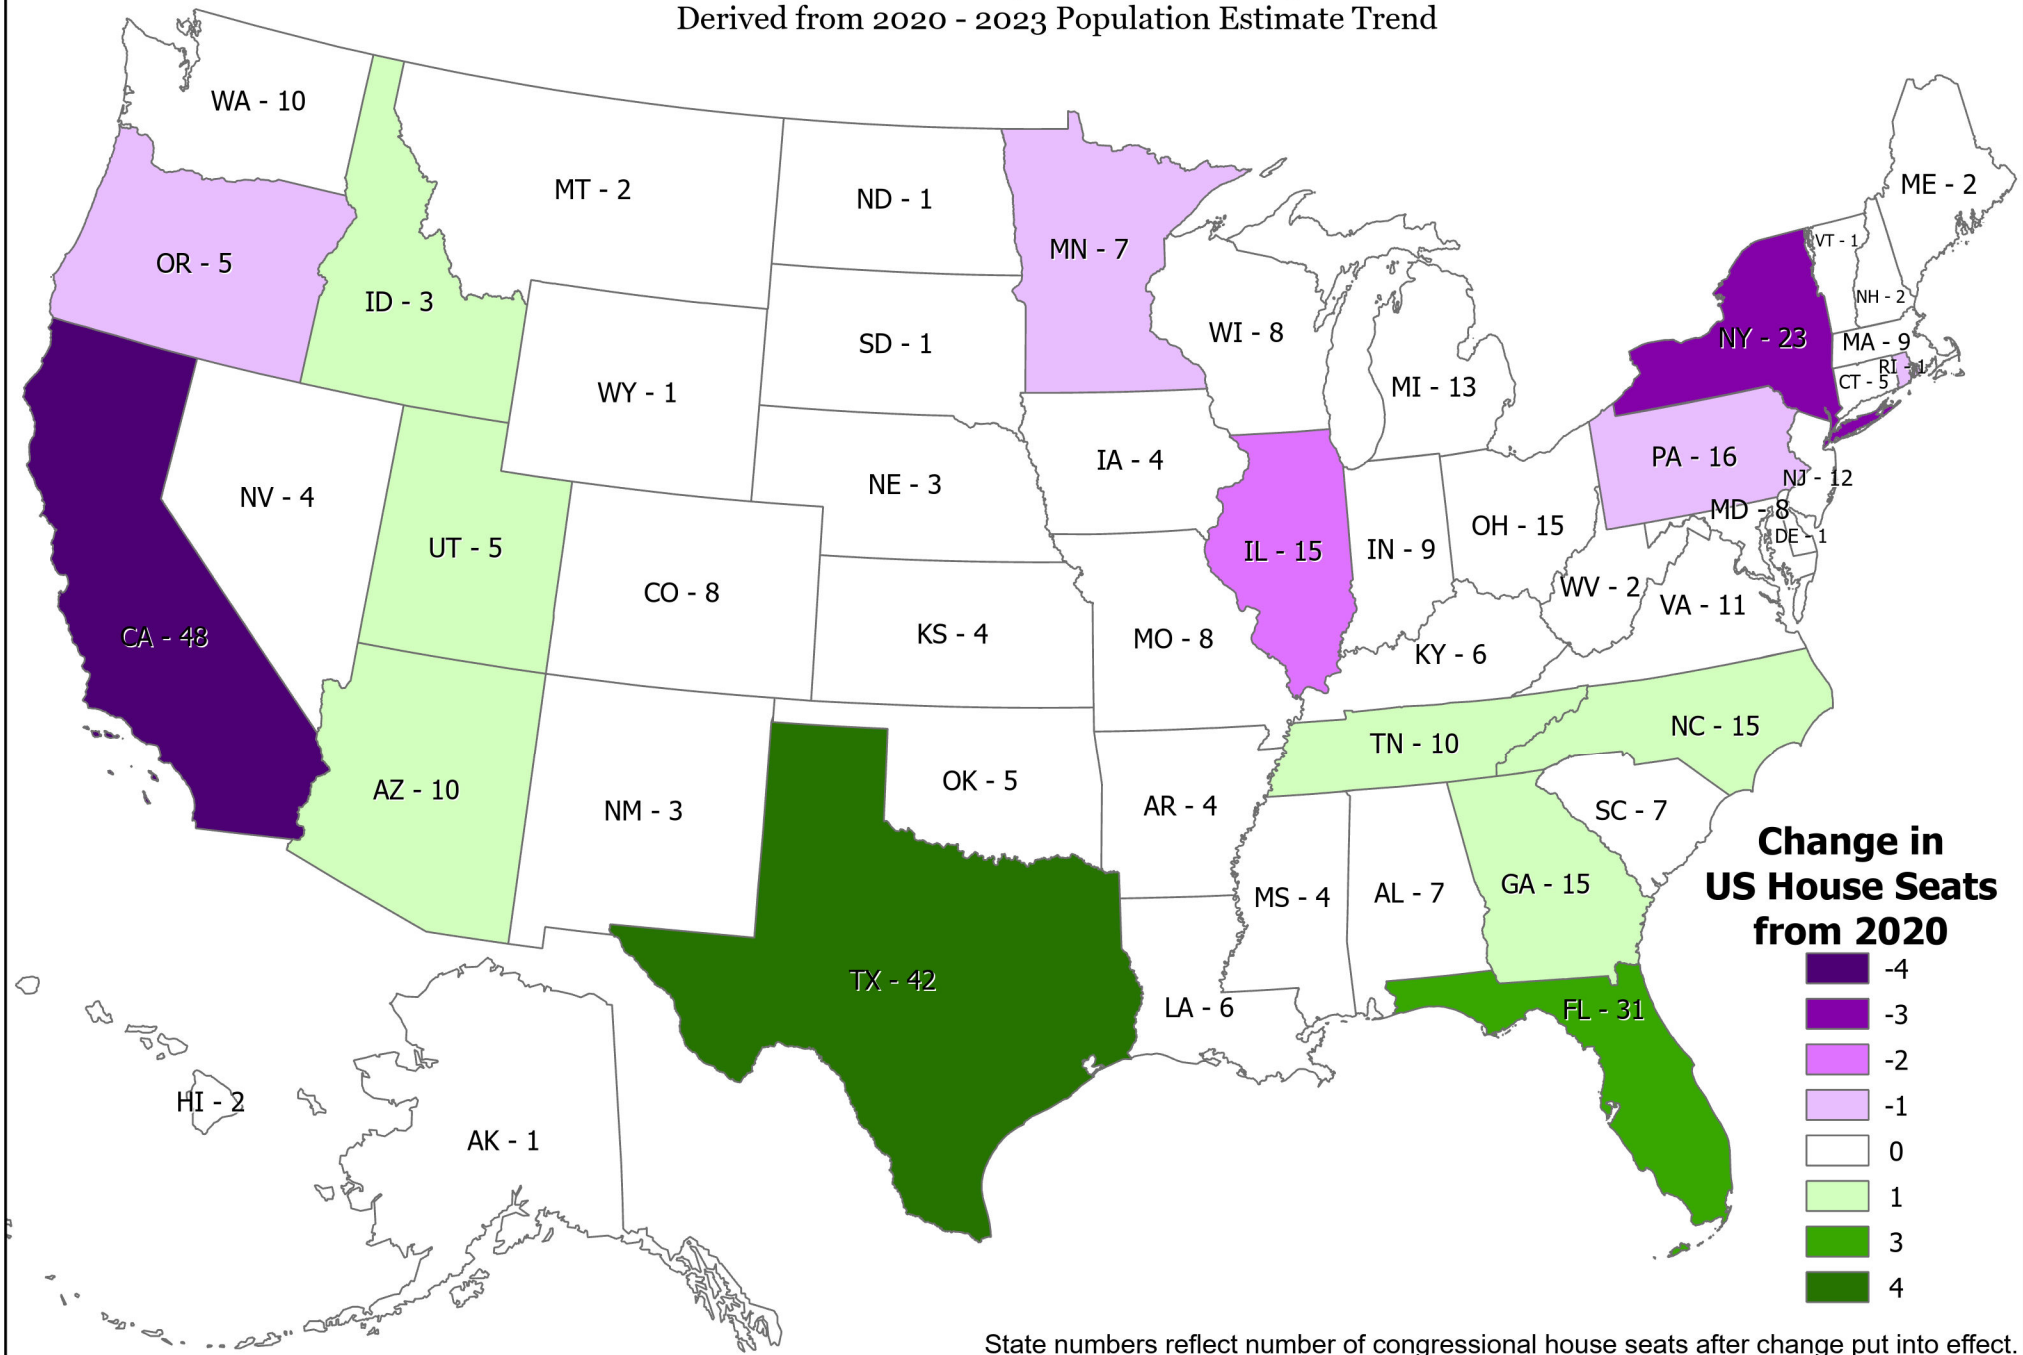 Derived from 2020 - 2023 Population Estimate Trend
WA - 10
MT - 2
ND - 1
MN - 7
ME - 2
VT - 1
OR - 5
ID - 3
NH - 2
SD - 1
WI - 8
NY - 23
MA - 9
RI - 1
CT - 5
WY - 1
MI - 13
IA - 4
PA - 16
NJ - 12
NE - 3
NV - 4
MD - 8
OH - 15
DE - 1
UT - 5
IL - 15
IN - 9
CO - 8
WV - 2
VA - 11
CA - 48
KS - 4
MO - 8
KY - 6
NC - 15
TN - 10
AZ - 10
OK - 5
NM - 3
AR - 4
SC - 7
MS - 4
AL - 7
GA - 15
TX - 42
LA - 6
FL - 31
HI - 2
AK - 1
Change in
US House Seats
from 2020
-4
-3
-2
-1
0
1
3
4
State numbers reflect number of congressional house seats after change put into effect.